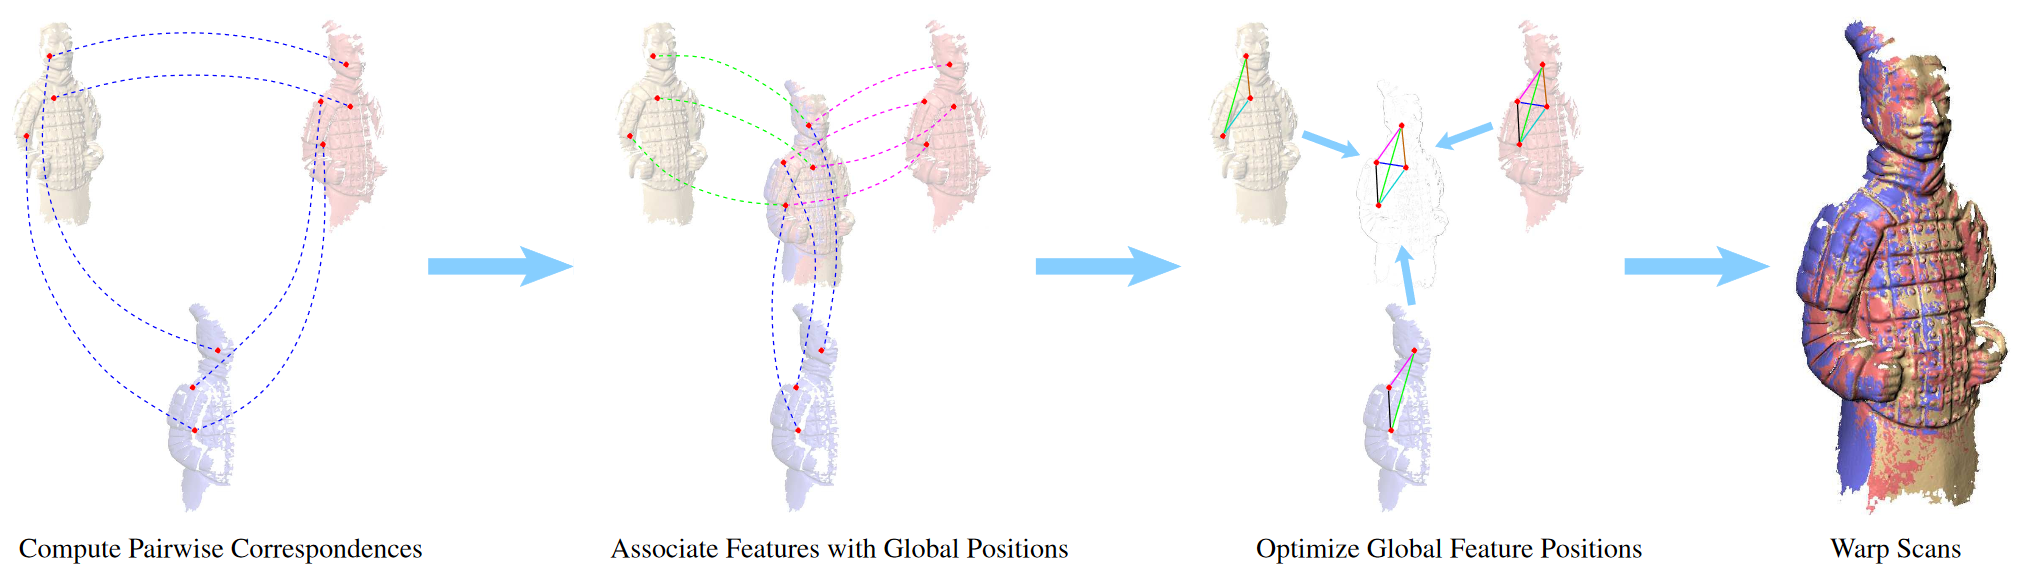 Compute Pairwise Correspondences
Associate Features with Global Positions
Optimize Global Feature Positions
Warp Scans